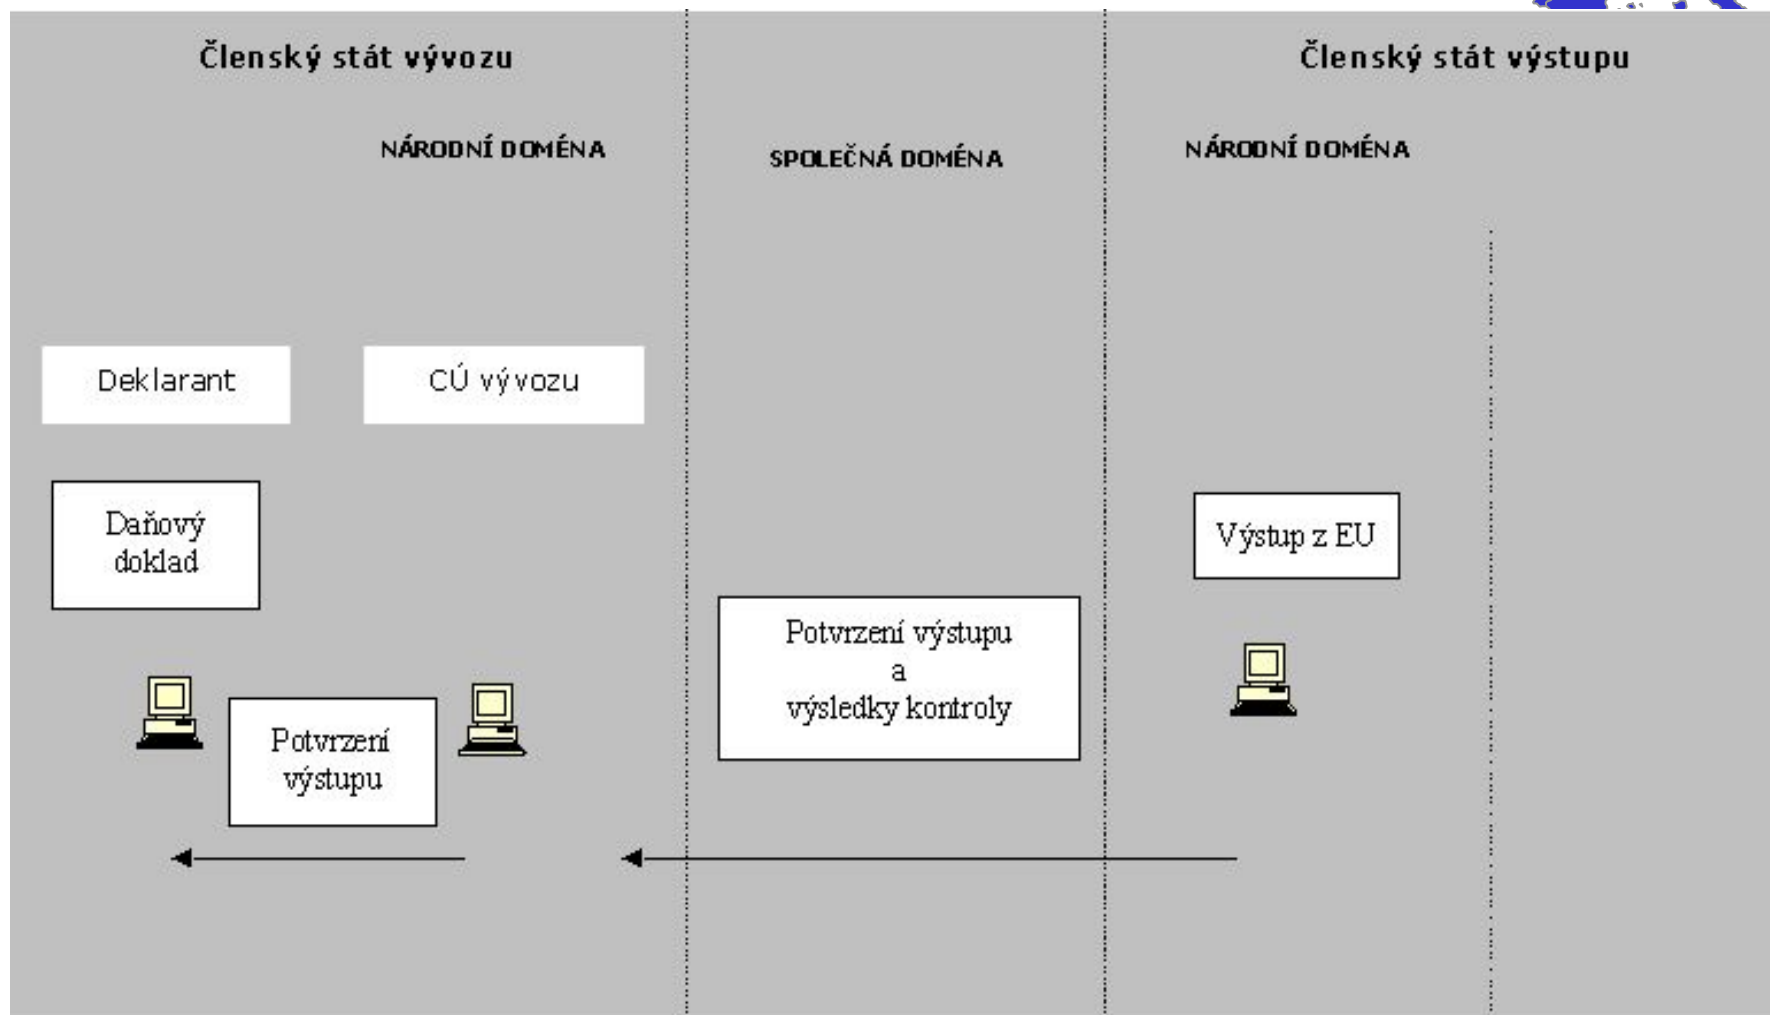 Členský stát vývozu
Členský stát výstupu
NÁRODNÍ DOMÉNA
SPOLEČNÁ DOMÉNA
NÁRODNÍ DOMÉNA
Deklarant
CÚ vývozu
Daňový
doklad
Výstup z EU
Potvrzení výstupu
a
výsledky kontroly
Potvrzení
výstupu